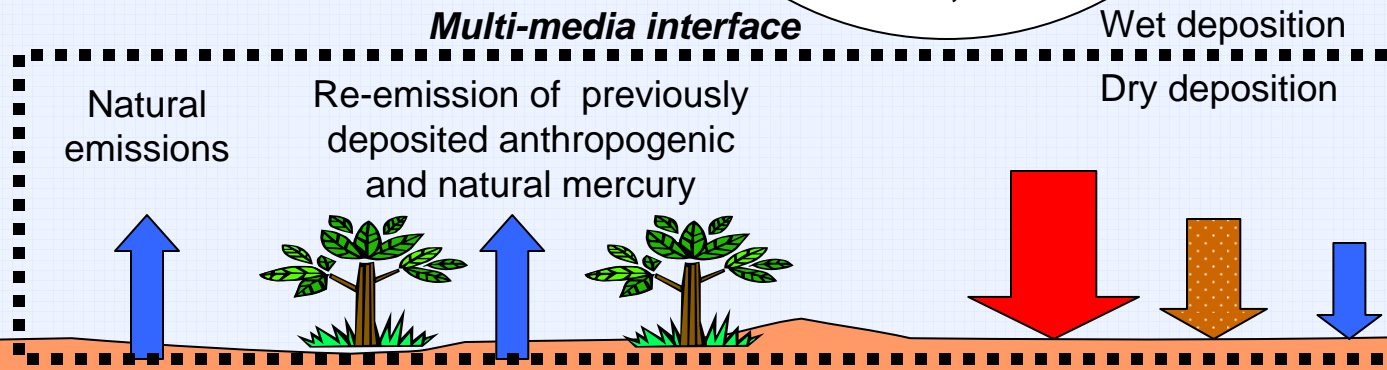 Multi-media interface
Wet deposition
Dry deposition
Natural
emissions
Re-emission of previously
deposited anthropogenic
and natural mercury